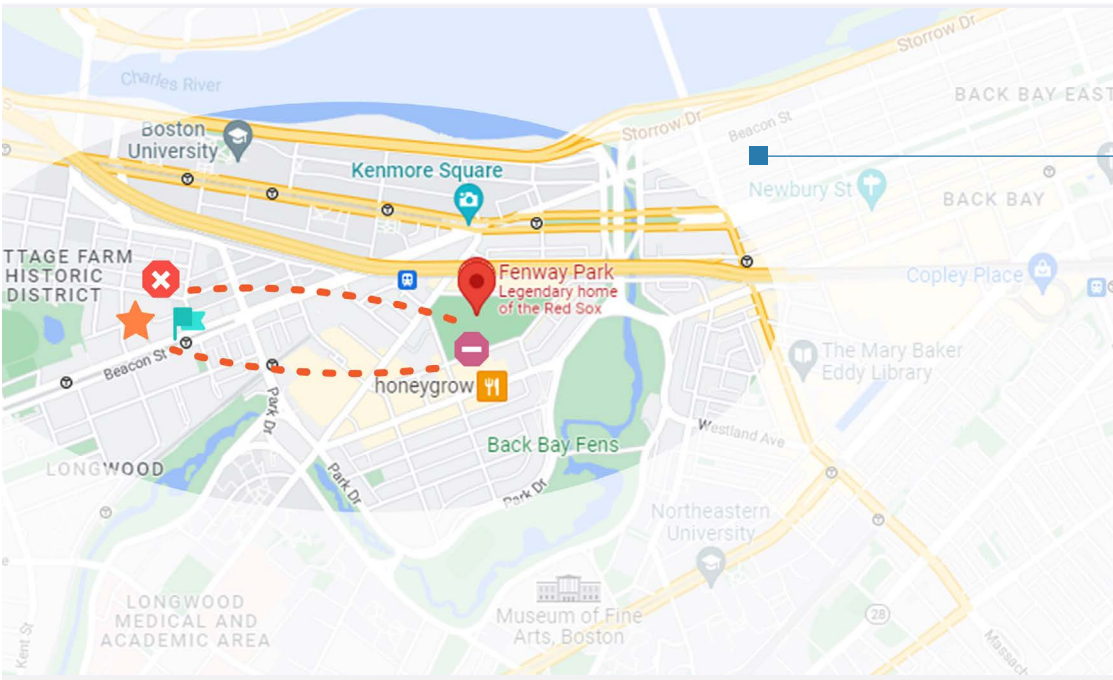 Storrow Dr
Charles River
BACK BAY EAST
Boston
University
Storrow Dr
Beacon St
Kenmore Square
Newbury St
BACK BAY
TTAGE FARM
HISTORIC
DISTRICT
Fenway Park
Legendary home
of the Red Sox
Copley Place
Beacon St
The Mary Baker
Eddy Library
honeygrow
Park Dr
Westland Ave
Back Bay Fens
LONGWOOD
Park Dr
Park Dr
Northeastern
University
LONGWOOD
MEDICAL AND
ACADEMIC AREA
Museum of Fine
Arts, Boston
28
Kent St
Massach